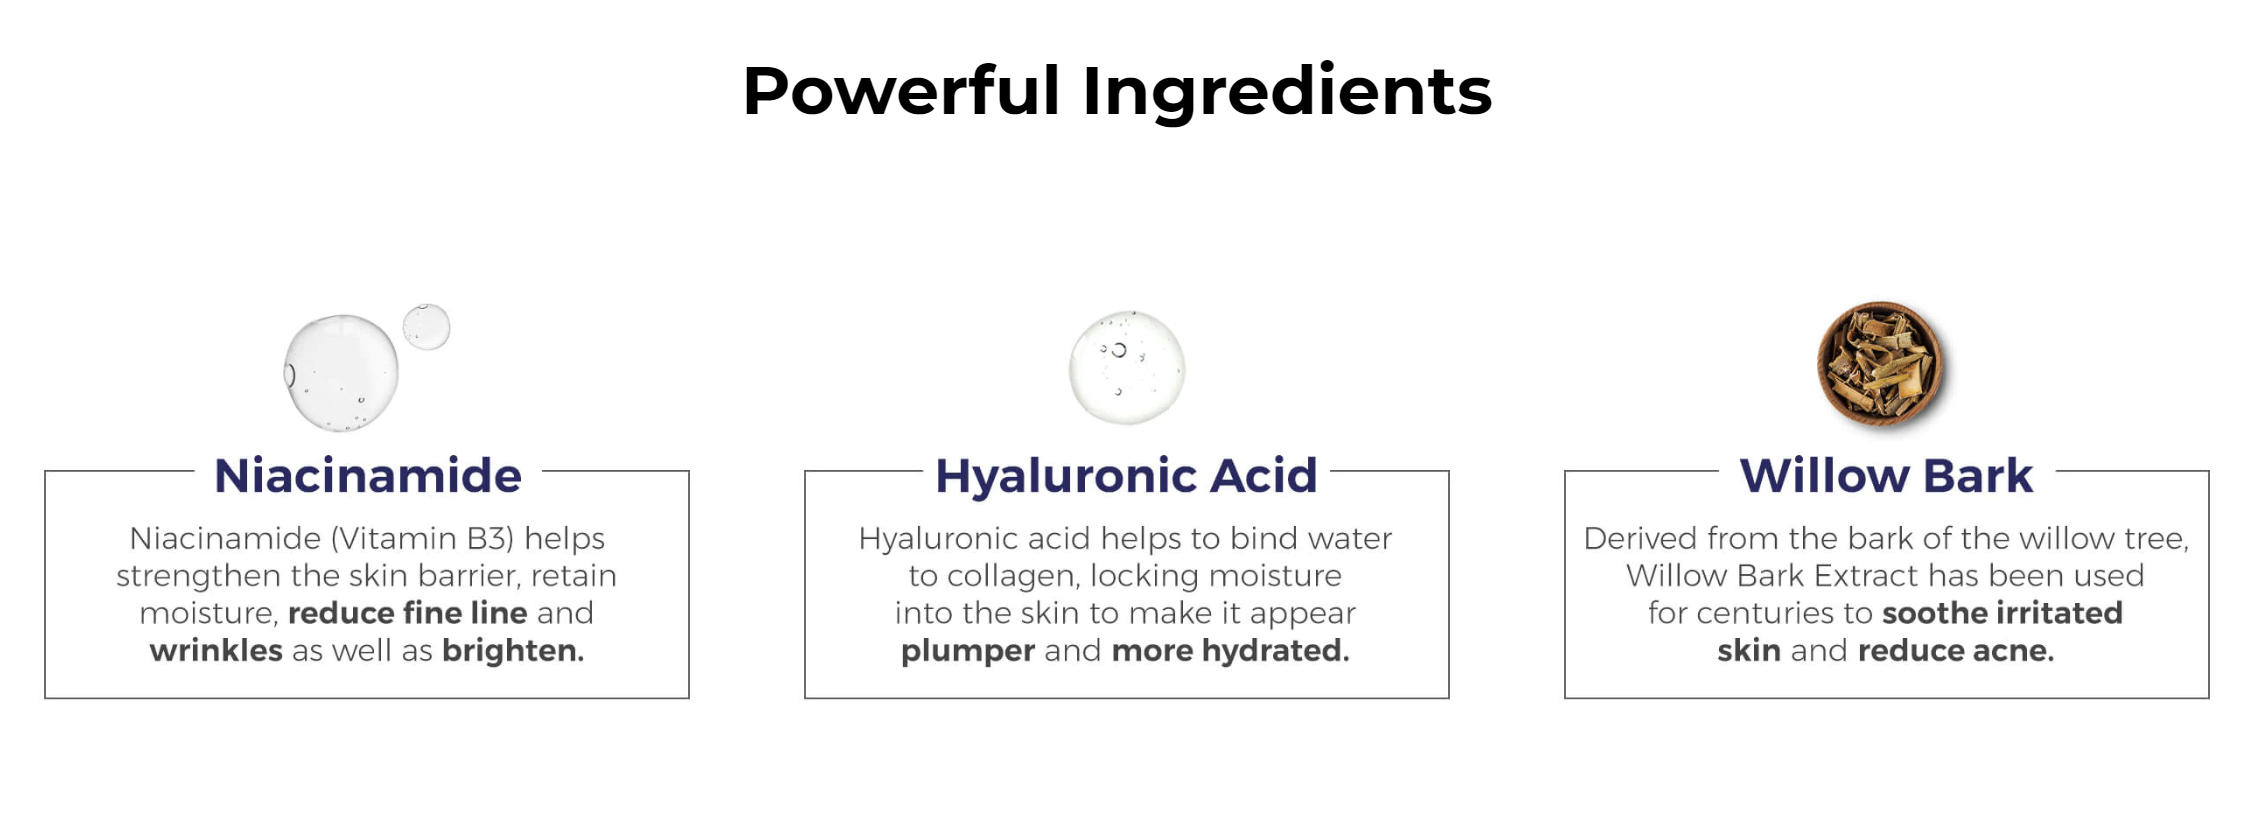 Powerful Ingredients
Niacinamide
Niacinamide (Vitamin B3) helps
strengthen the skin barrier, retain
moisture, reduce fine line and
wrinkles as well as brighten.
Hyaluronic Acid
Hyaluronic acid helps to bind water
to collagen, locking moisture
into the skin to make it appear
plumper and more hydrated.
Willow Bark
Derived from the bark of the willow tree,
Willow Bark Extract has been used
for centuries to soothe irritated
skin and reduce acne.